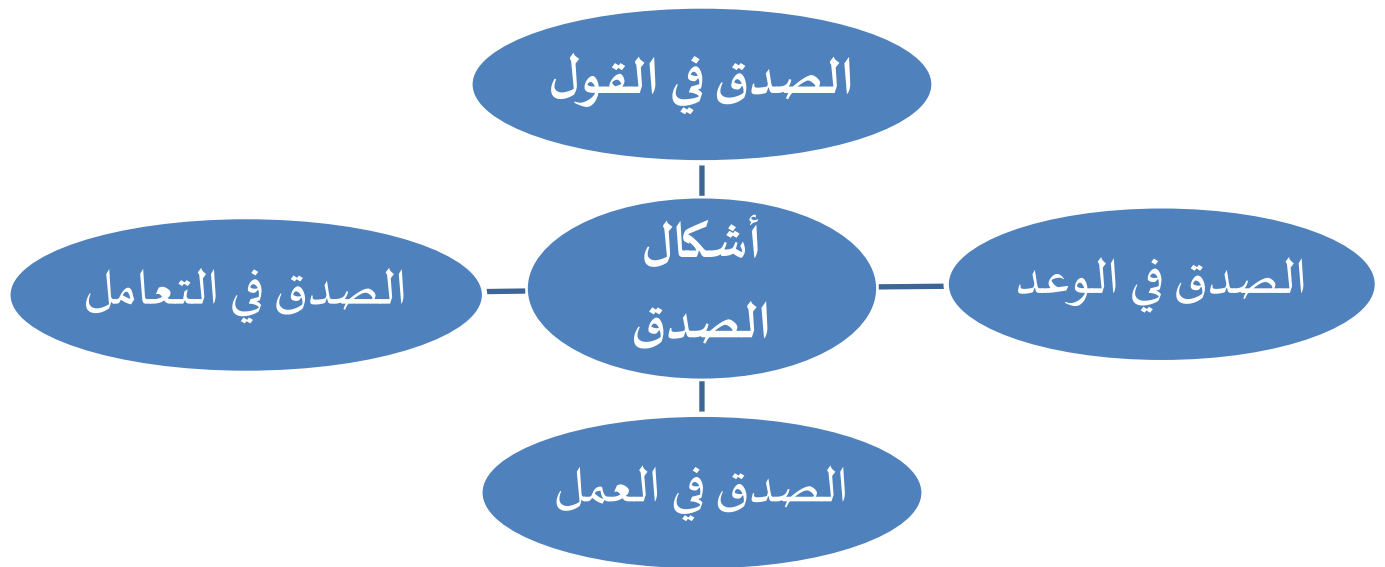 الصدق في القول
أشكال
الصدق
الصدق في الوعد
الصدق في التعامل
الصدق في العمل